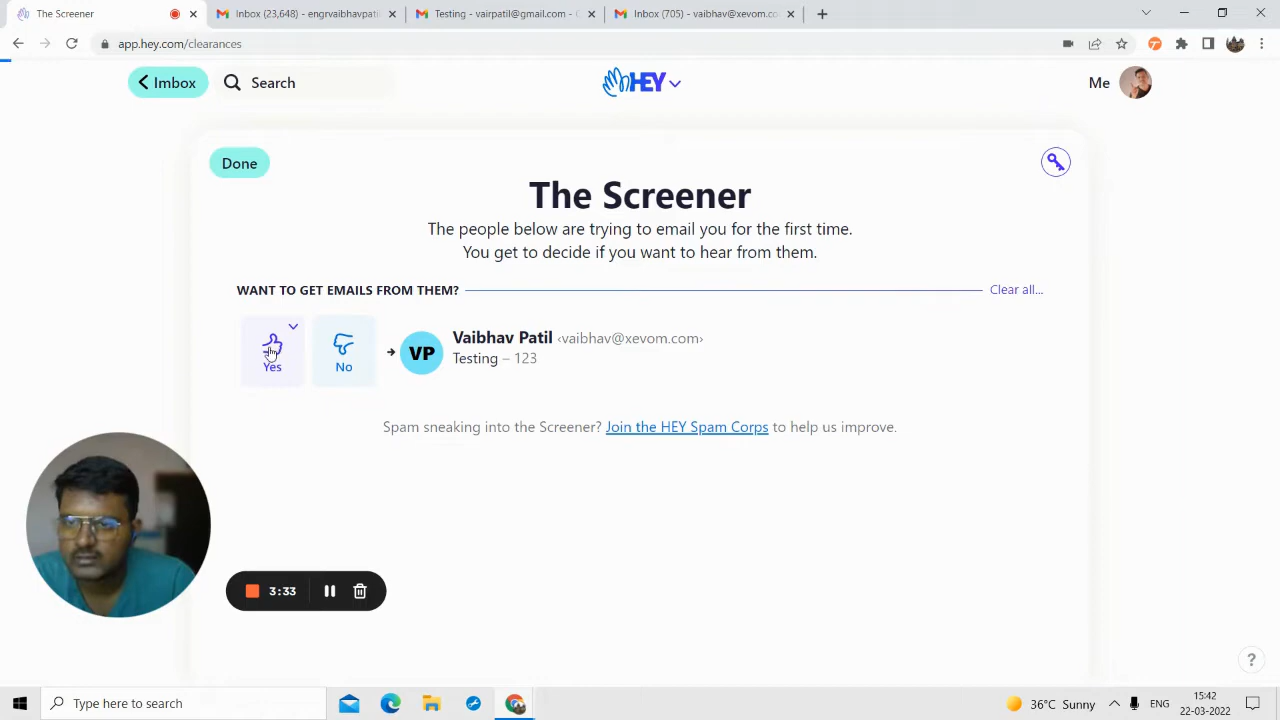 The Screener
Inbox (23,648) - engrvaibhavpati
Testing - vairpatil@gmail.com - G
Inbox (705) - vaibhav@xevom.co
app.hey.com/clearances
Imbox
Search
HEY
Me
Done
The Screener
The people below are trying to email you for the first time.
You get to decide if you want to hear from them.
WANT TO GET EMAILS FROM THEM?
Clear all...
Yes
No
VP
Vaibhav Patil <vaibhav@xevom.com>
Testing – 123
Spam sneaking into the Screener? Join the HEY Spam Corps to help us improve.
3:33
?
Type here to search
36°C Sunny
ENG
15:42
22-03-2022